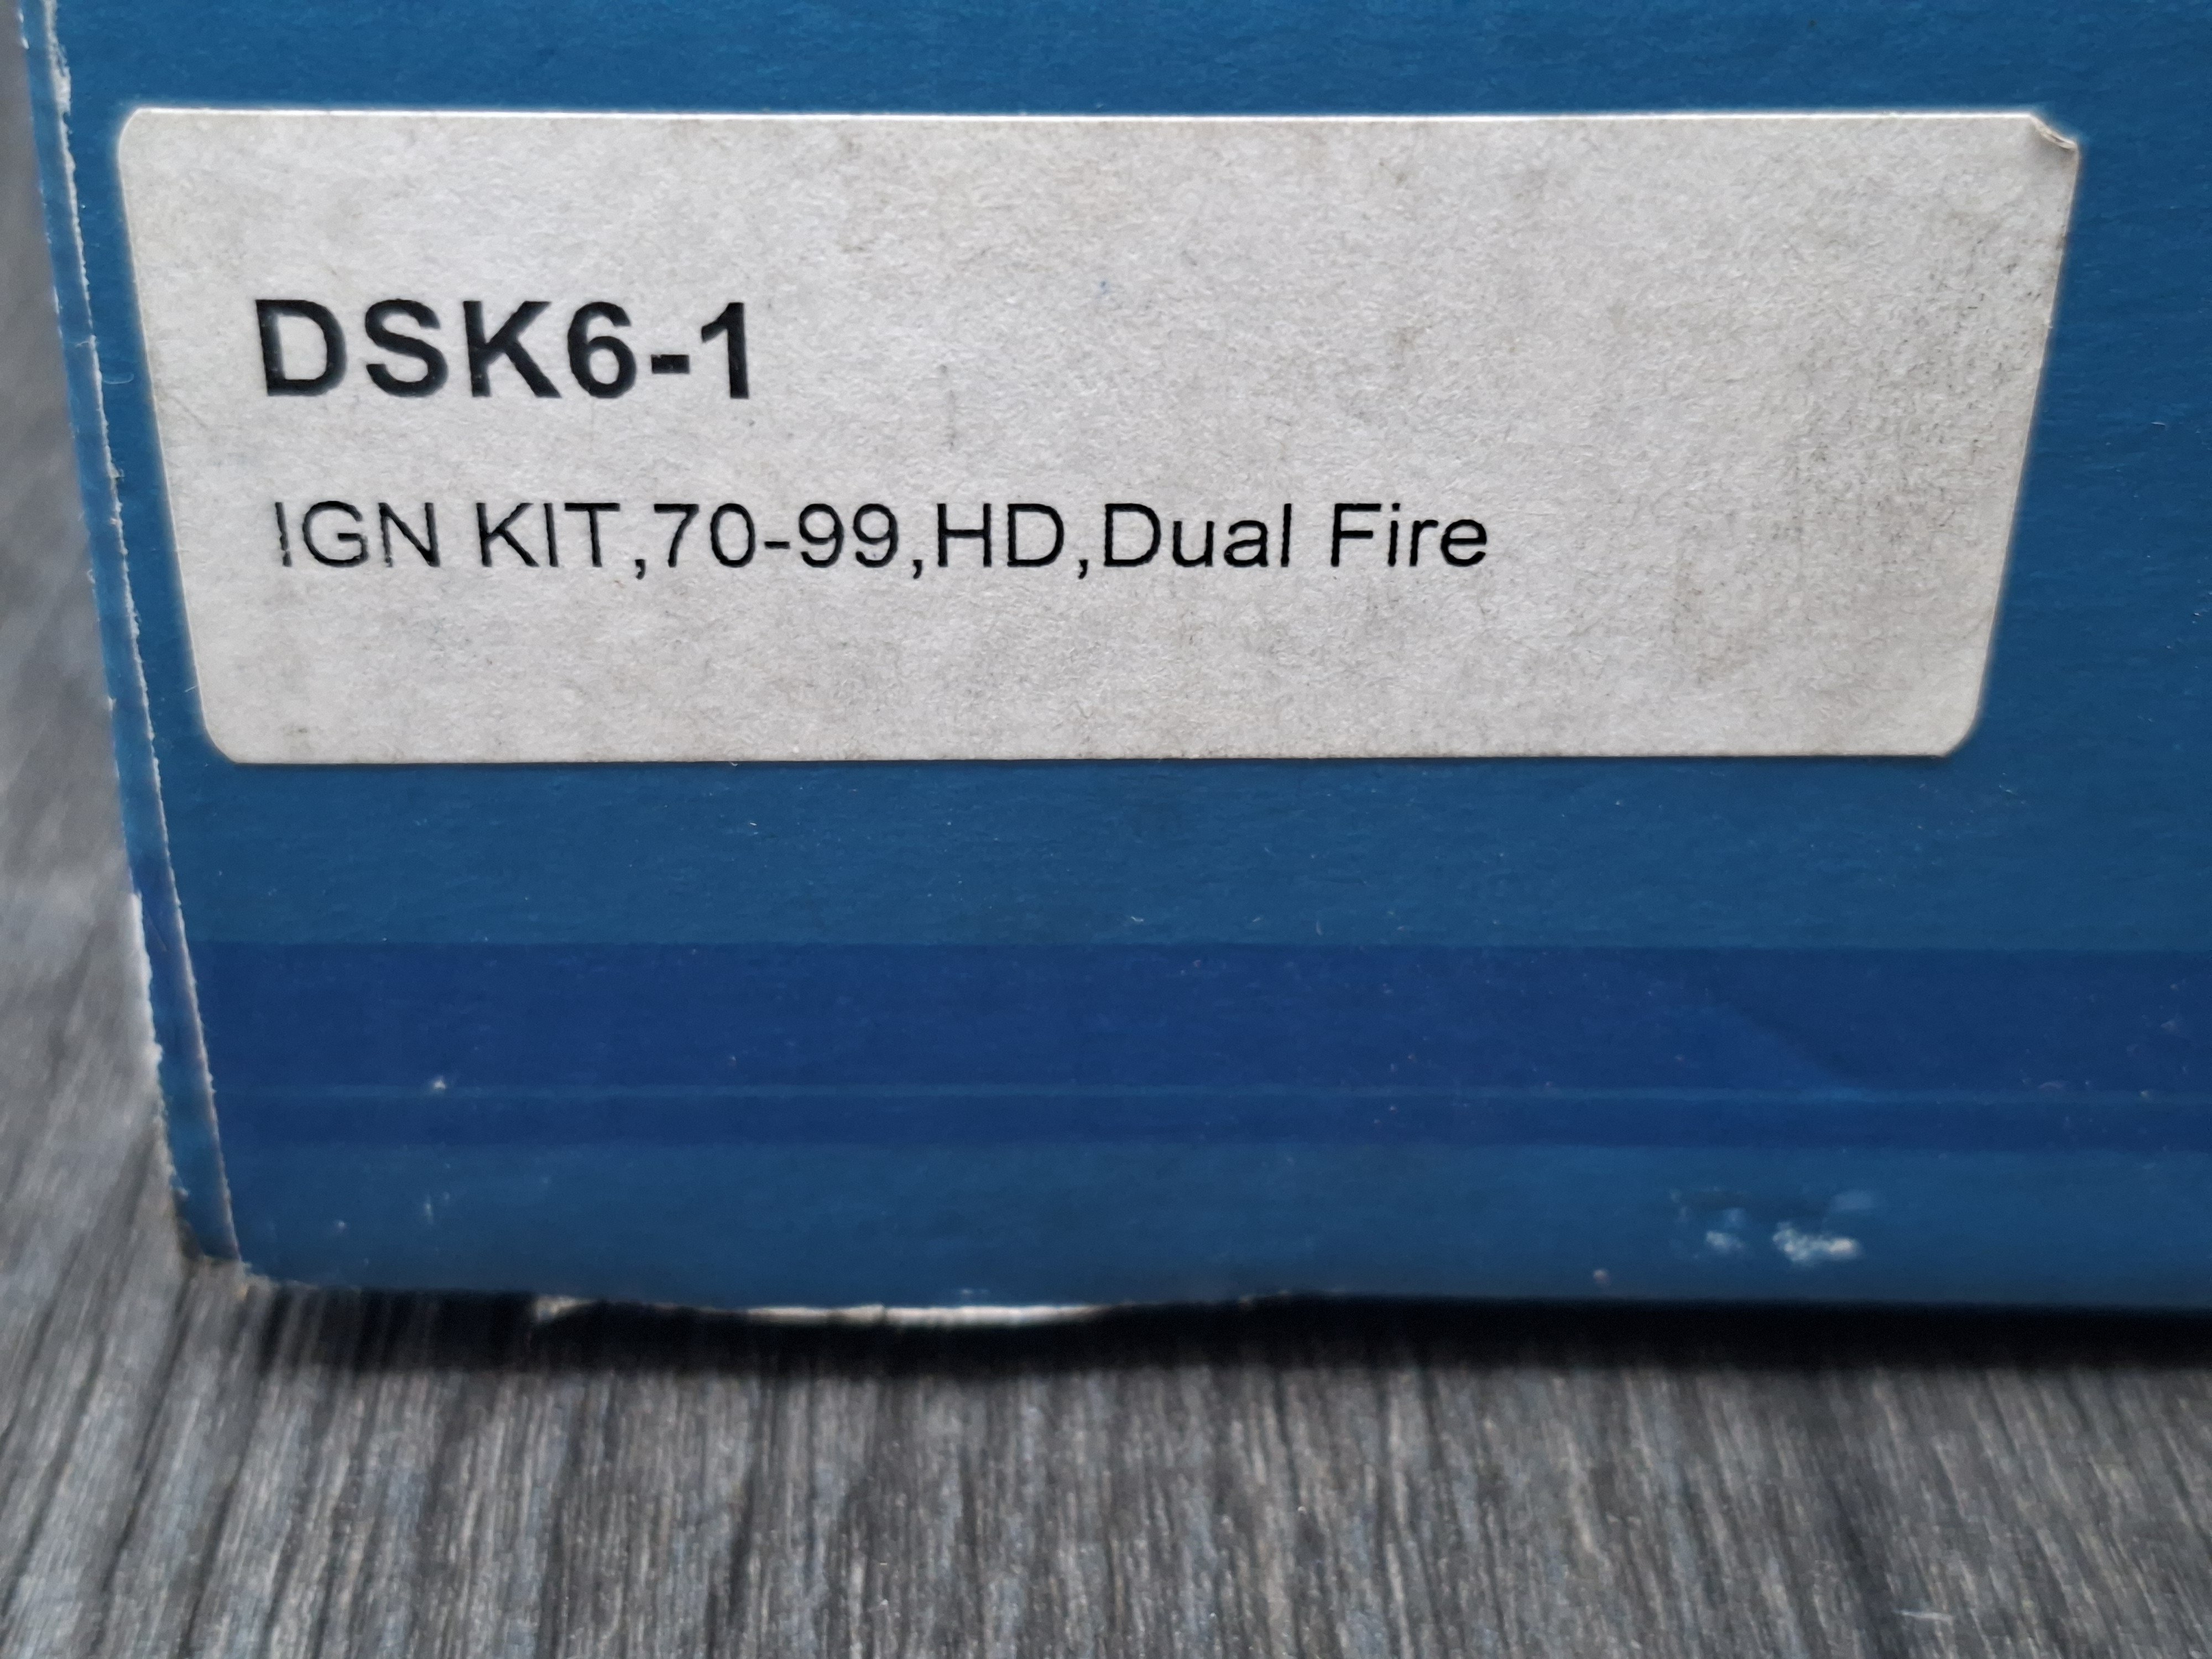 DSK6-1
IGN KIT,70-99,HD,Dual Fire